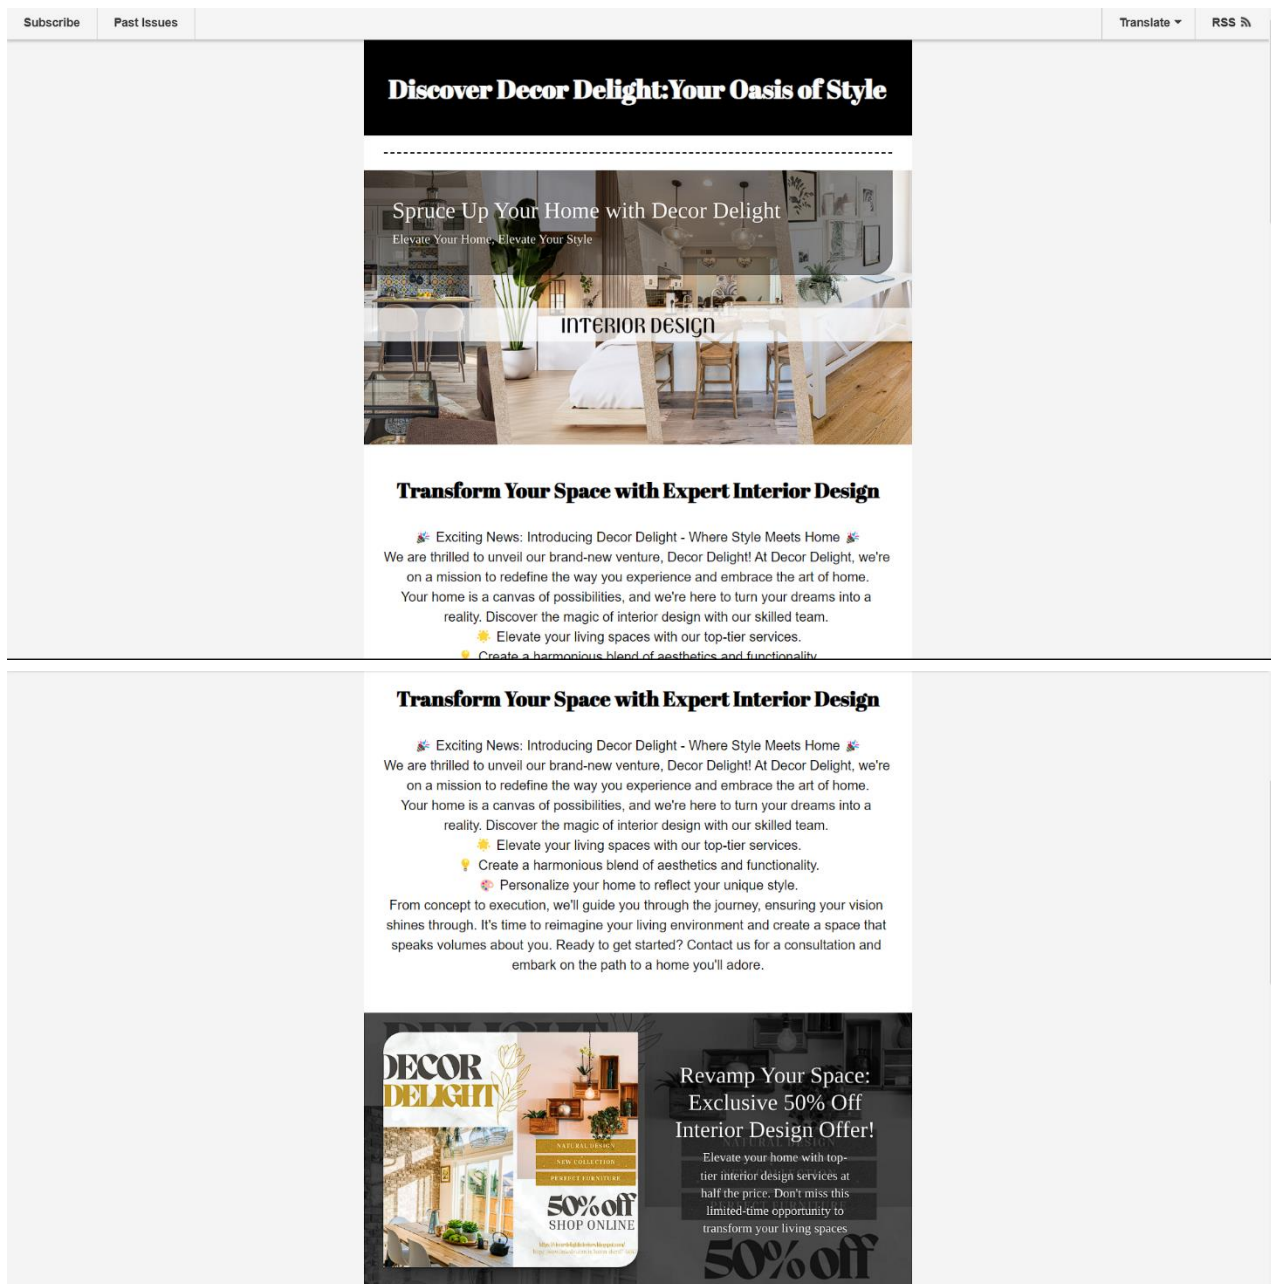 Subscribe
Past Issues
Translate
RSS
Discover Decor Delight:Your Oasis of Style
Spruce Up Your Home with Decor Delight
Elevate Your Home, Elevate Your Style
INTERIOR DESIGN
Transform Your Space with Expert Interior Design
🎉 Exciting News: Introducing Decor Delight - Where Style Meets Home 🎉
We are thrilled to unveil our brand-new venture, Decor Delight! At Decor Delight, we're
on a mission to redefine the way you experience and embrace the art of home.
Your home is a canvas of possibilities, and we're here to turn your dreams into a
reality. Discover the magic of interior design with our skilled team.
🌟 Elevate your living spaces with our top-tier services.
💡 Create a harmonious blend of aesthetics and functionality.
Transform Your Space with Expert Interior Design
🎉 Exciting News: Introducing Decor Delight - Where Style Meets Home 🎉
We are thrilled to unveil our brand-new venture, Decor Delight! At Decor Delight, we're
on a mission to redefine the way you experience and embrace the art of home.
Your home is a canvas of possibilities, and we're here to turn your dreams into a
reality. Discover the magic of interior design with our skilled team.
🌟 Elevate your living spaces with our top-tier services.
💡 Create a harmonious blend of aesthetics and functionality.
🎨 Personalize your home to reflect your unique style.
From concept to execution, we'll guide you through the journey, ensuring your vision
shines through. It's time to reimagine your living environment and create a space that
speaks volumes about you. Ready to get started? Contact us for a consultation and
embark on the path to a home you'll adore.
DECOR
DELIGHT
NATURAL DESIGN
NEW COLLECTION
PERFECT FURNITURE
50% off
SHOP ONLINE
Revamp Your Space:
Exclusive 50% Off
Interior Design Offer!
Elevate your home with top-
tier interior design services at
half the price. Don't miss this
limited-time opportunity to
transform your living spaces
50% off